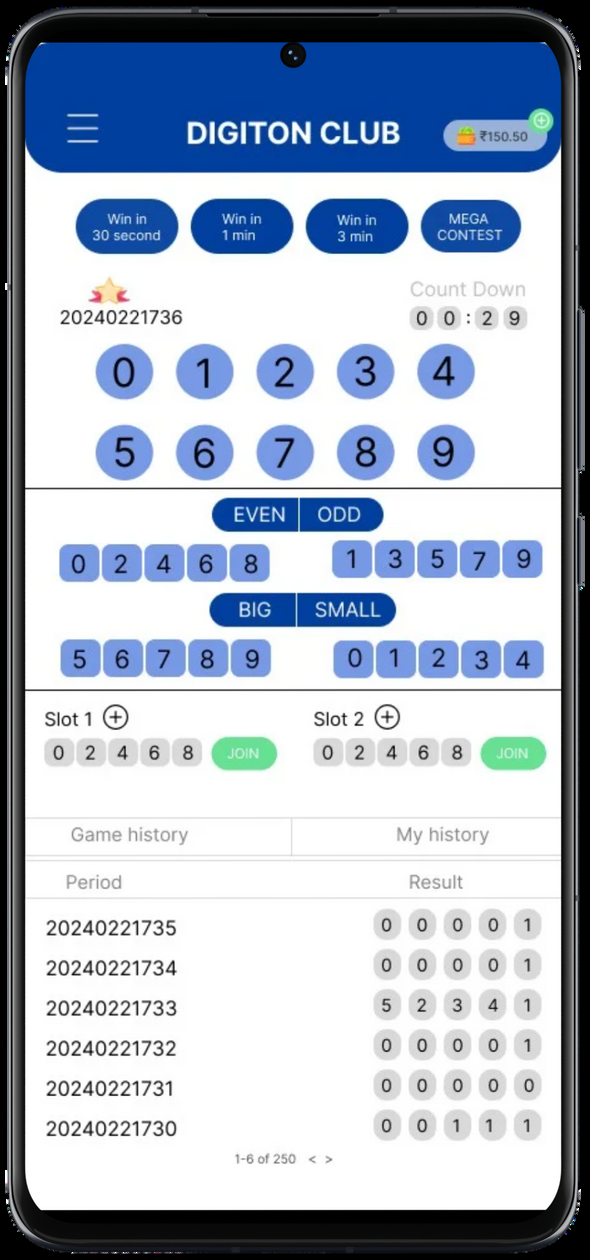 DIGITON CLUB
₹150.50
Win in
30 second
Win in
1 min
Win in
3 min
MEGA
CONTEST
Count Down
20240221736
0 0 : 2 9
0 1 2 3 4
5 6 7 8 9
EVEN ODD
0 2 4 6 8 1 3 5 7 9
BIG SMALL
5 6 7 8 9 0 1 2 3 4
Slot 1 Slot 2
0 2 4 6 8 JOIN 0 2 4 6 8 JOIN
Game history My history
Period Result
20240221735 0 0 0 0 1
20240221734 0 0 0 0 1
20240221733 5 2 3 4 1
20240221732 0 0 0 0 1
20240221731 0 0 0 0 0
20240221730 0 0 1 1 1
1-6 of 250 < >